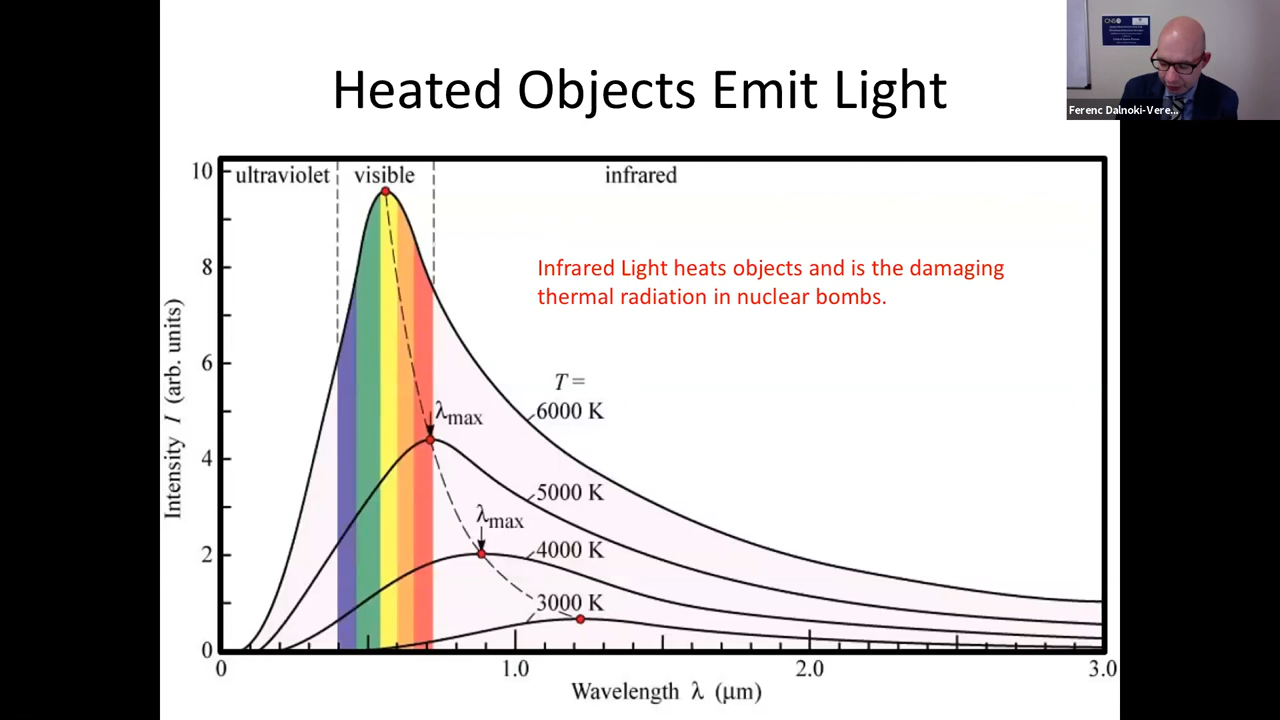 Heated Objects Emit Light
CNS
Ferenc Dalnoki-Vere...
10
ultraviolet
visible
infrared
Infrared Light heats objects and is the damaging
thermal radiation in nuclear bombs.
8
6
4
2
0
Intensity I (arb. units)
T =
6000 K
λmax
5000 K
λmax
4000 K
3000 K
0
1.0
2.0
3.0
Wavelength λ (μm)